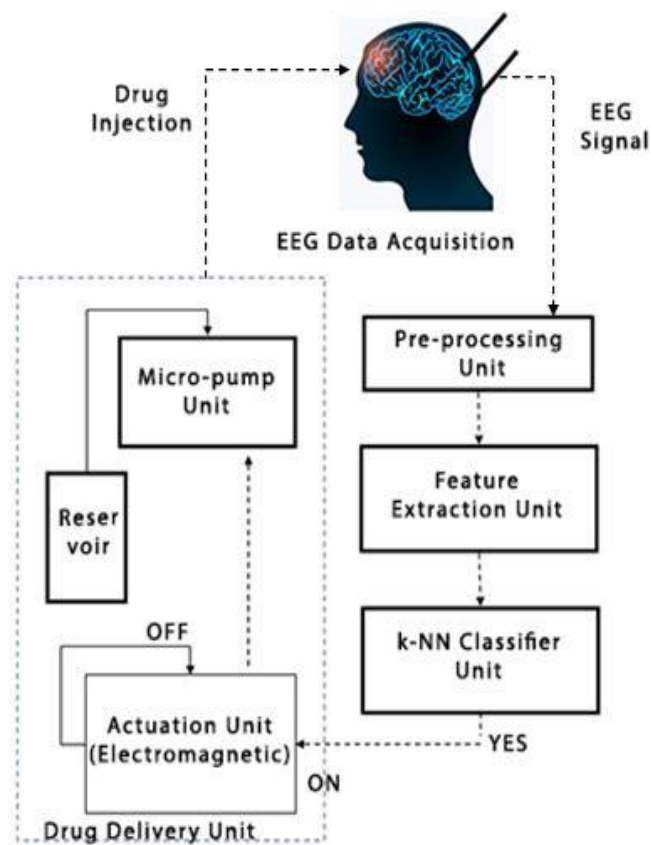 Drug
Injection
EEG
Signal
EEG Data Acquisition
Pre-processing
Unit
Micro-pump
Unit
Feature
Extraction Unit
Reser
voir
k-NN Classifier
Unit
OFF
Actuation Unit
(Electromagnetic)
YES
ON
Drug Delivery Unit